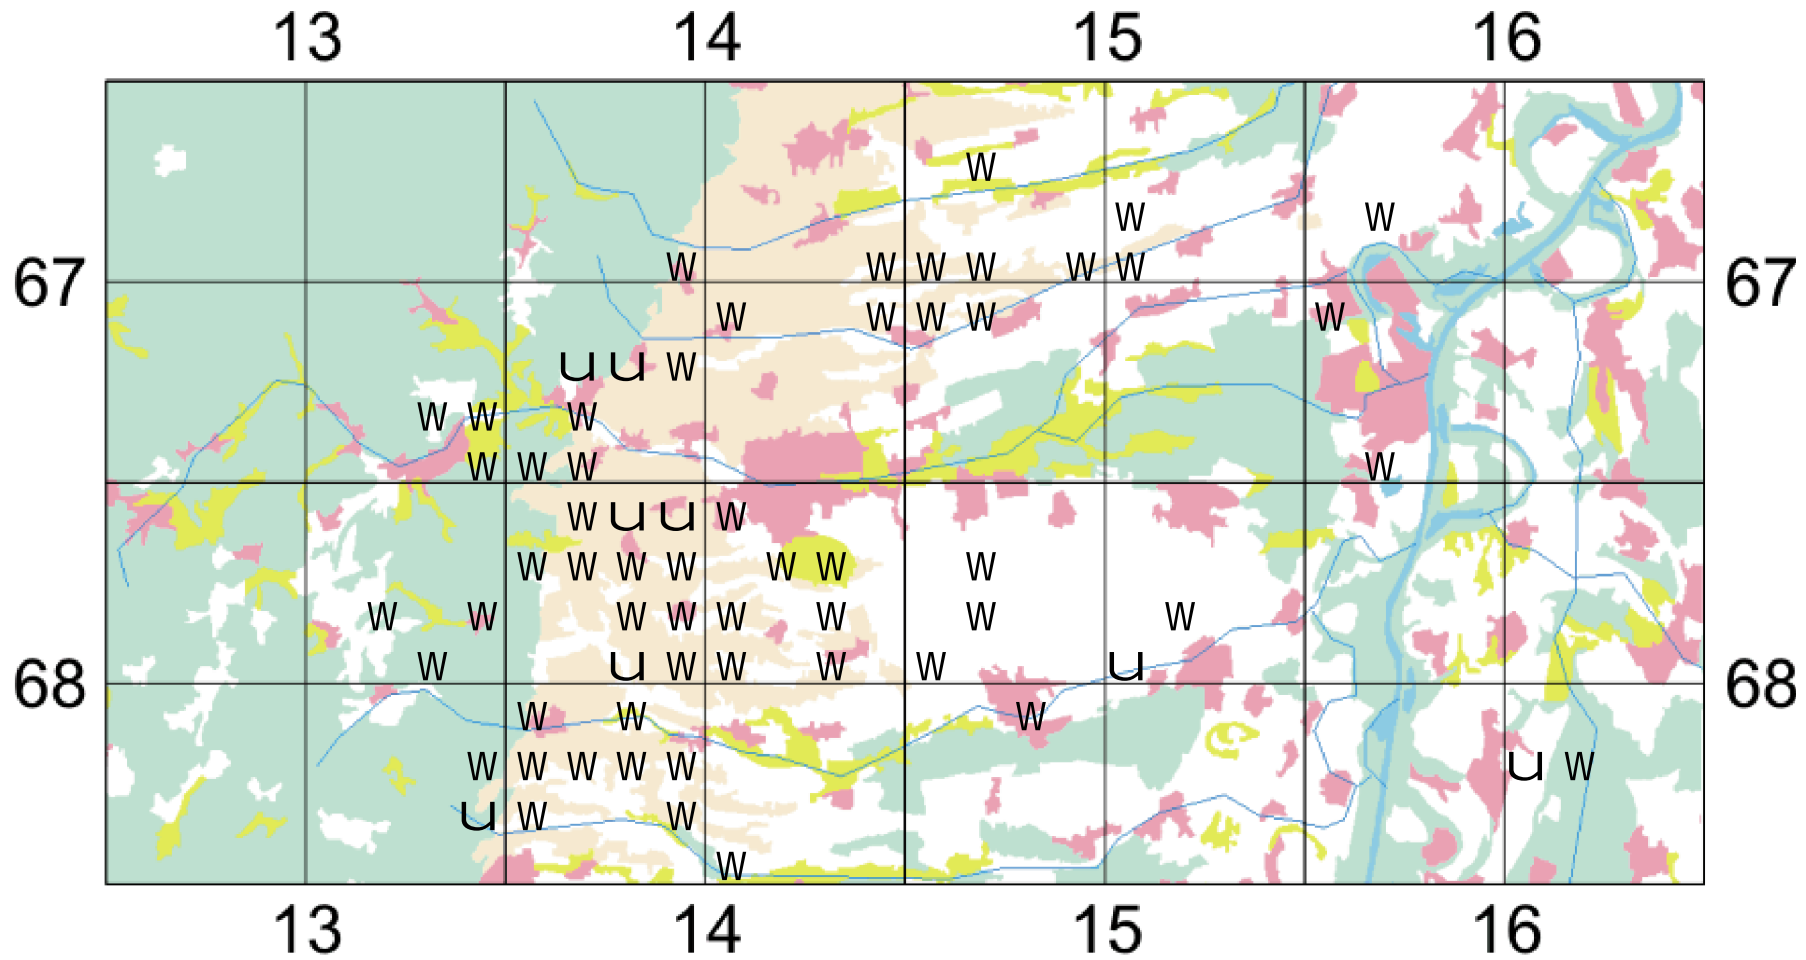 13 14 15 16
W
W W
W W W W W W
67 67
W W W W W
u u W
W W W
W W W W
W u u W
W W W W W W W
W W W W W W W W
W u W W W W u
68 68
W W W
W W W W W u W
u W W
W
13 14 15 16